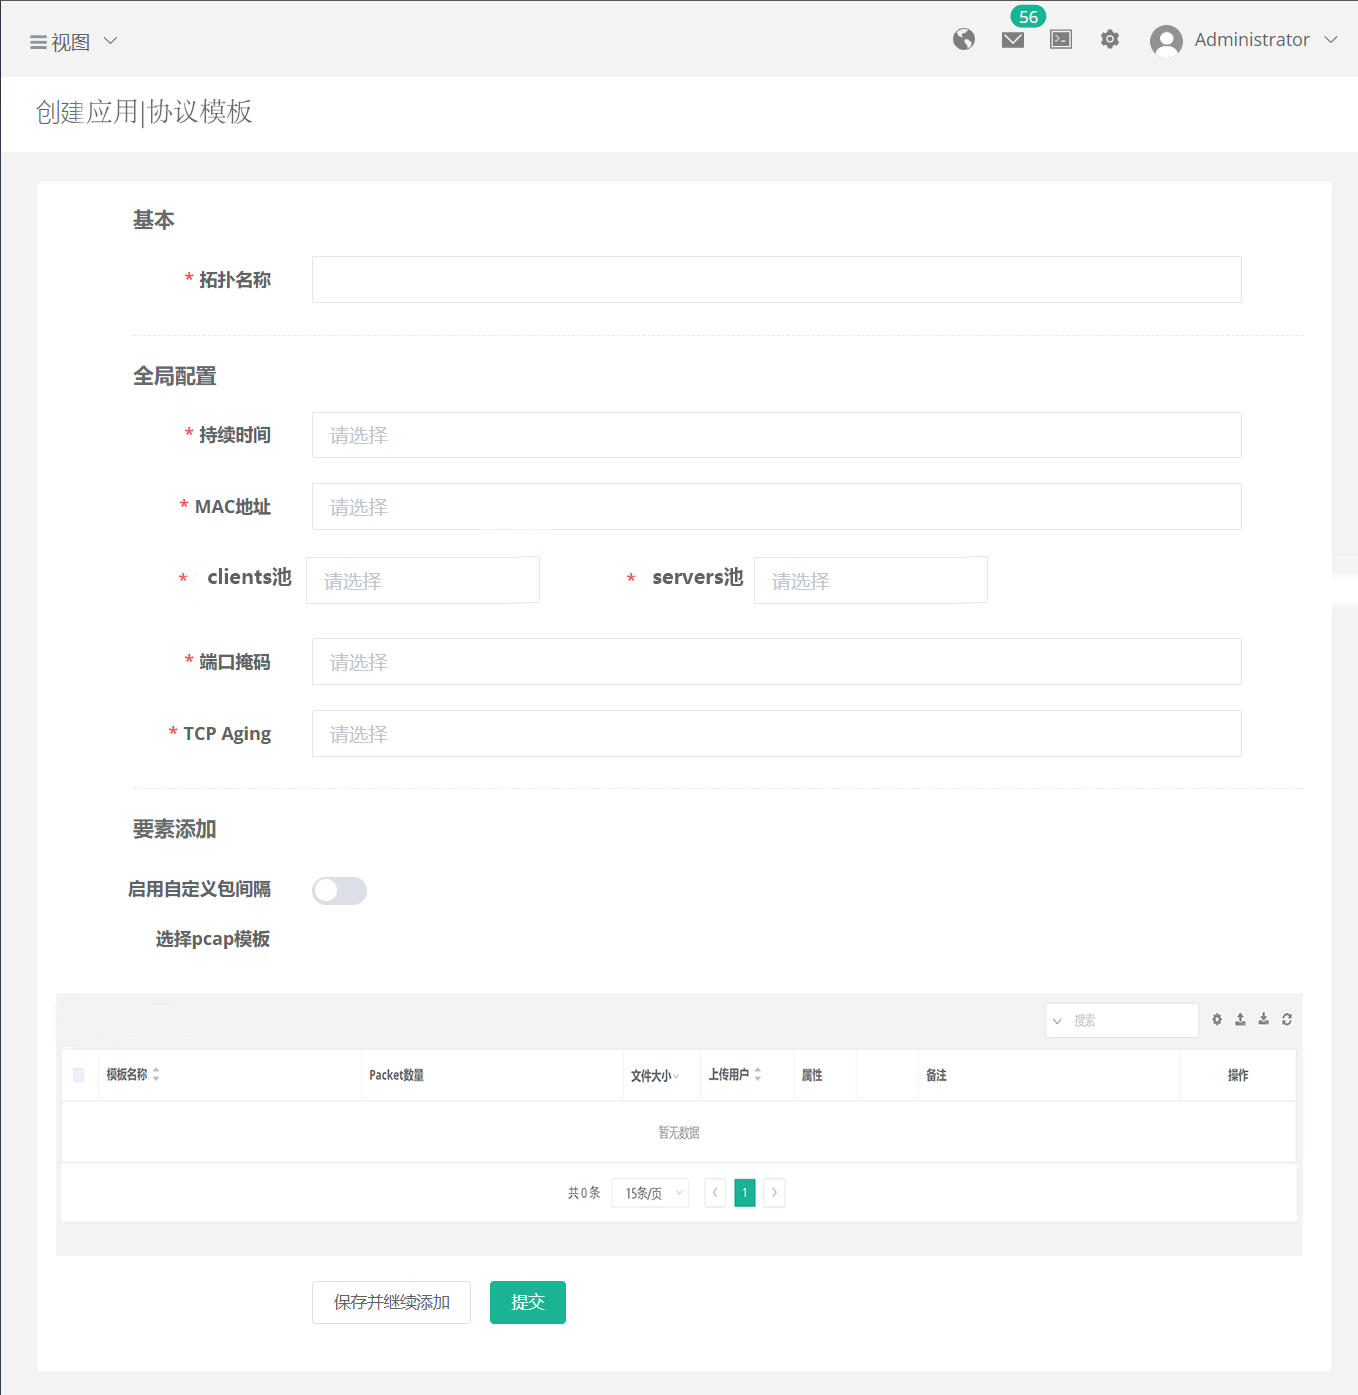 视图
56
Administrator
创建应用|协议模板
基本
* 拓扑名称
全局配置
* 持续时间 请选择
* MAC地址 请选择
* clients池 请选择 * servers池 请选择
* 端口掩码 请选择
* TCP Aging 请选择
要素添加
启用自定义包间隔
选择pcap模板
搜索
模板名称 Packet数量 文件大小 上传用户 属性 备注 操作
暂无数据
共 0 条 15条/页 1
保存并继续添加 提交